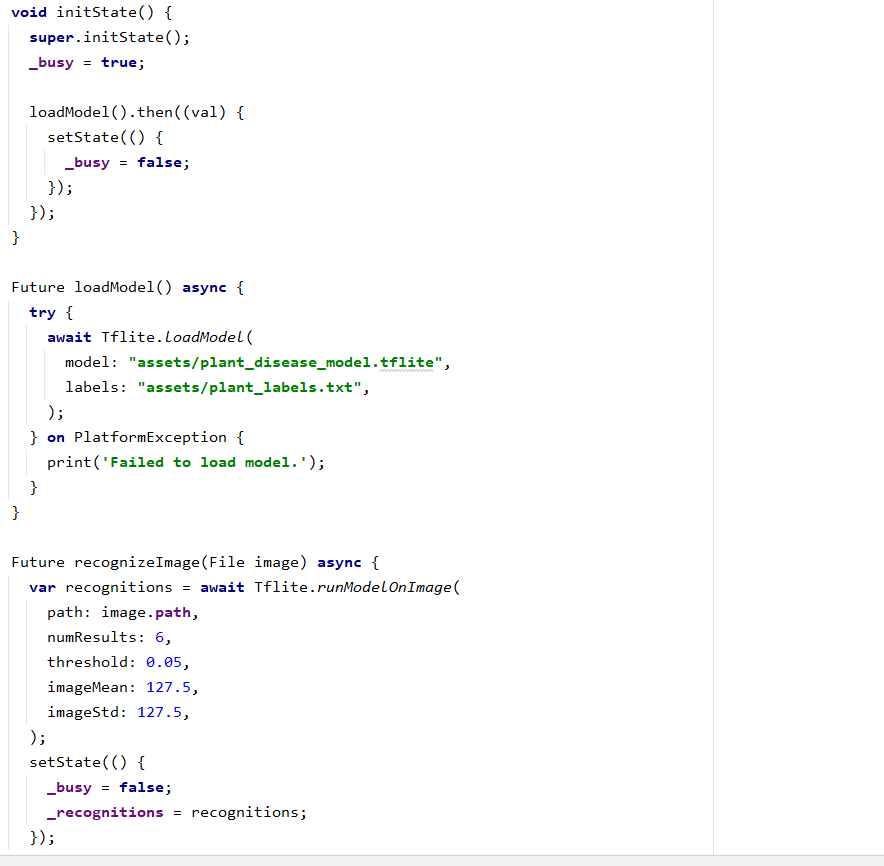 void initState() {
  super.initState();
  _busy = true;

  loadModel().then((val) {
    setState(() {
      _busy = false;
    });
  });
}

Future loadModel() async {
  try {
    await Tflite.loadModel(
      model: "assets/plant_disease_model.tflite",
      labels: "assets/plant_labels.txt",
    );
  } on PlatformException {
    print('Failed to load model.');
  }
}

Future recognizeImage(File image) async {
  var recognitions = await Tflite.runModelOnImage(
    path: image.path,
    numResults: 6,
    threshold: 0.05,
    imageMean: 127.5,
    imageStd: 127.5,
  );
  setState(() {
    _busy = false;
    _recognitions = recognitions;
  });